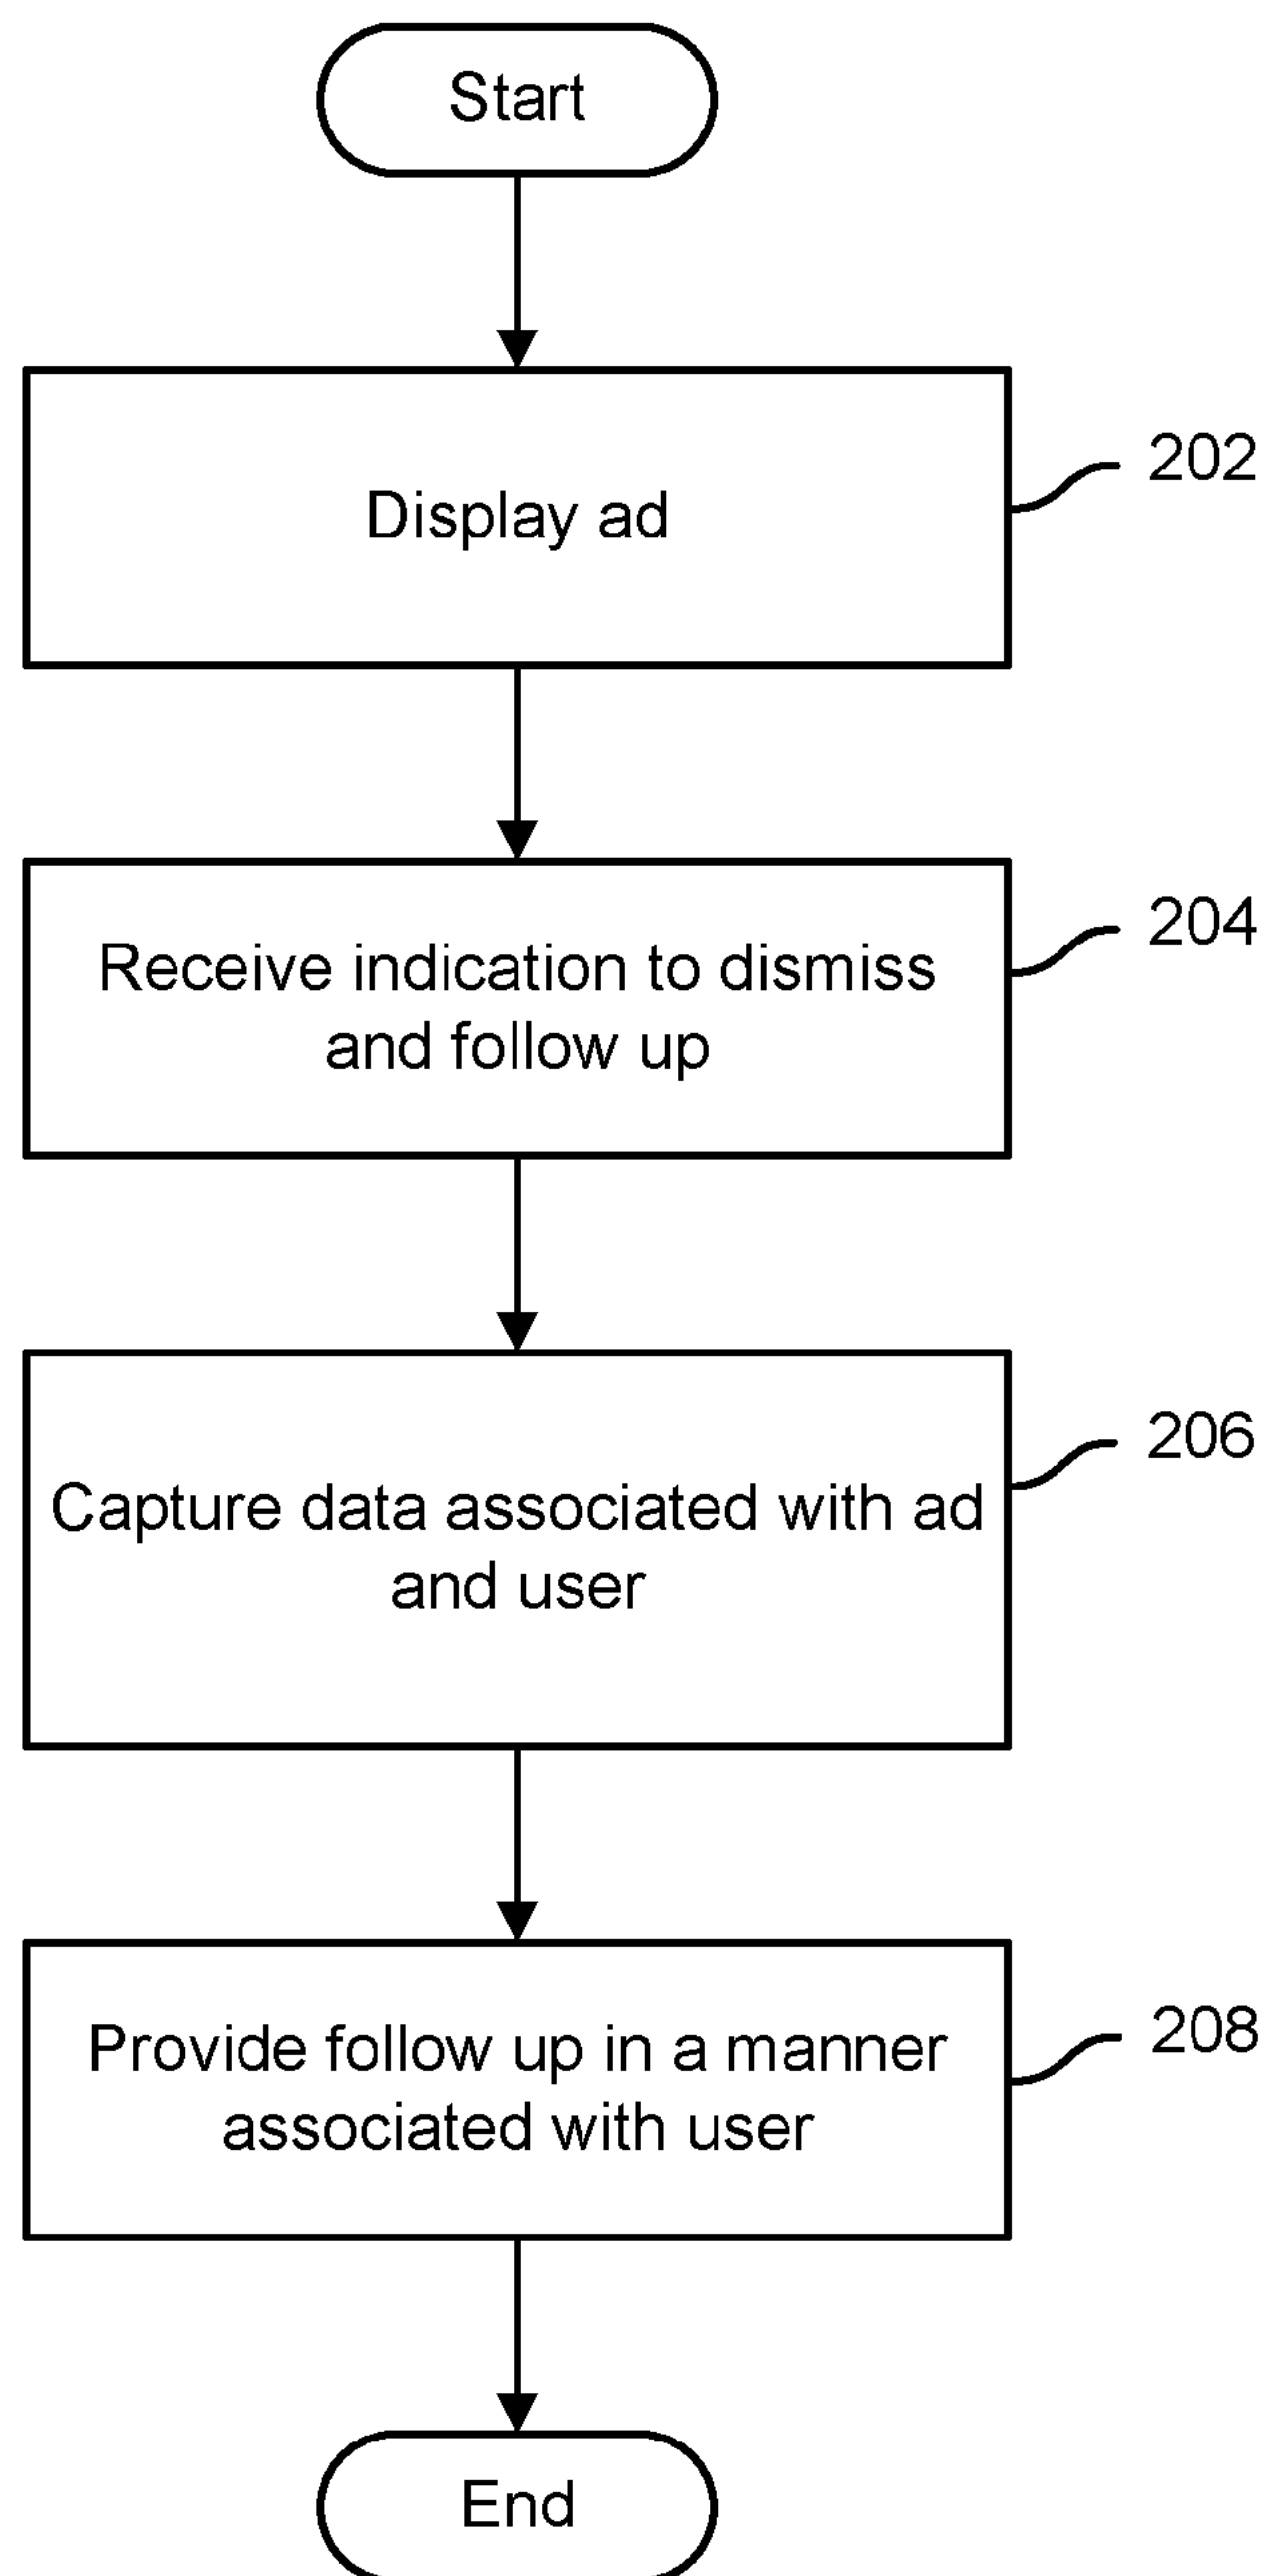 Start
Display ad
202
Receive indication to dismiss
and follow up
204
Capture data associated with ad
and user
206
Provide follow up in a manner
associated with user
208
End